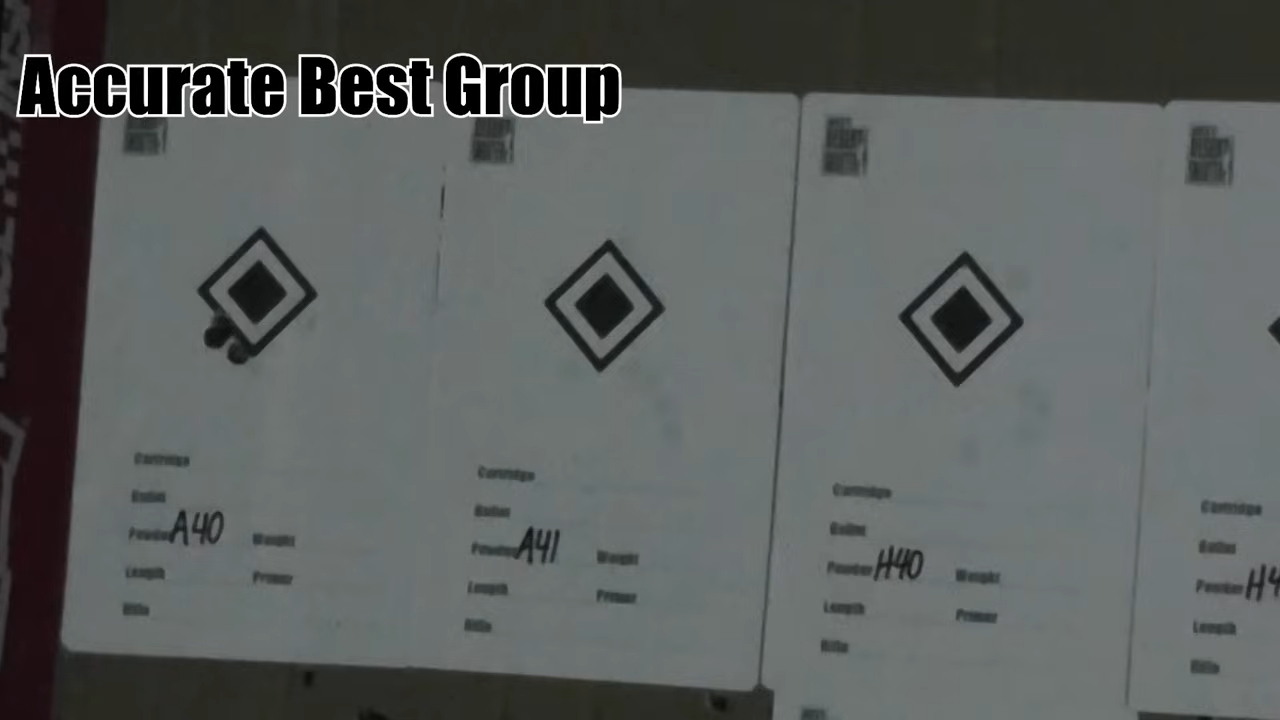 Accurate Best Group
Cartridge
Bullet
Powder A40 Weight
Length Primer
Rifle
Cartridge
Bullet
Powder A41 Weight
Length Primer
Rifle
Cartridge
Bullet
Powder H40 Weight
Length Primer
Rifle
Cartridge
Bullet
Powder H4
Length
Rifle